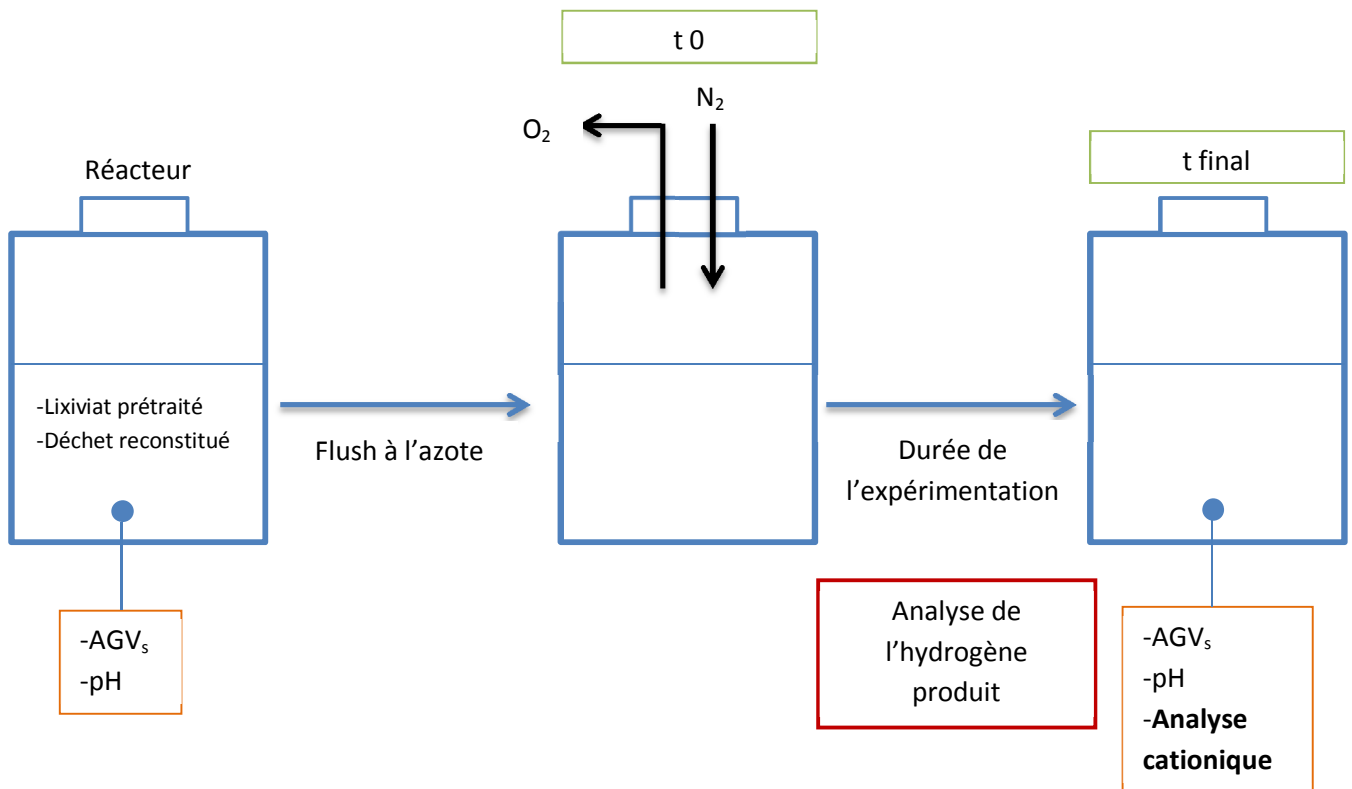 t 0
N₂
O₂
Réacteur
t final
-Lixiviat prétraité
-Déchet reconstitué
Flush à l’azote
Durée de
l’expérimentation
-AGVₛ
-pH
Analyse de
l’hydrogène
produit
-AGVₛ
-pH
-Analyse
cationique